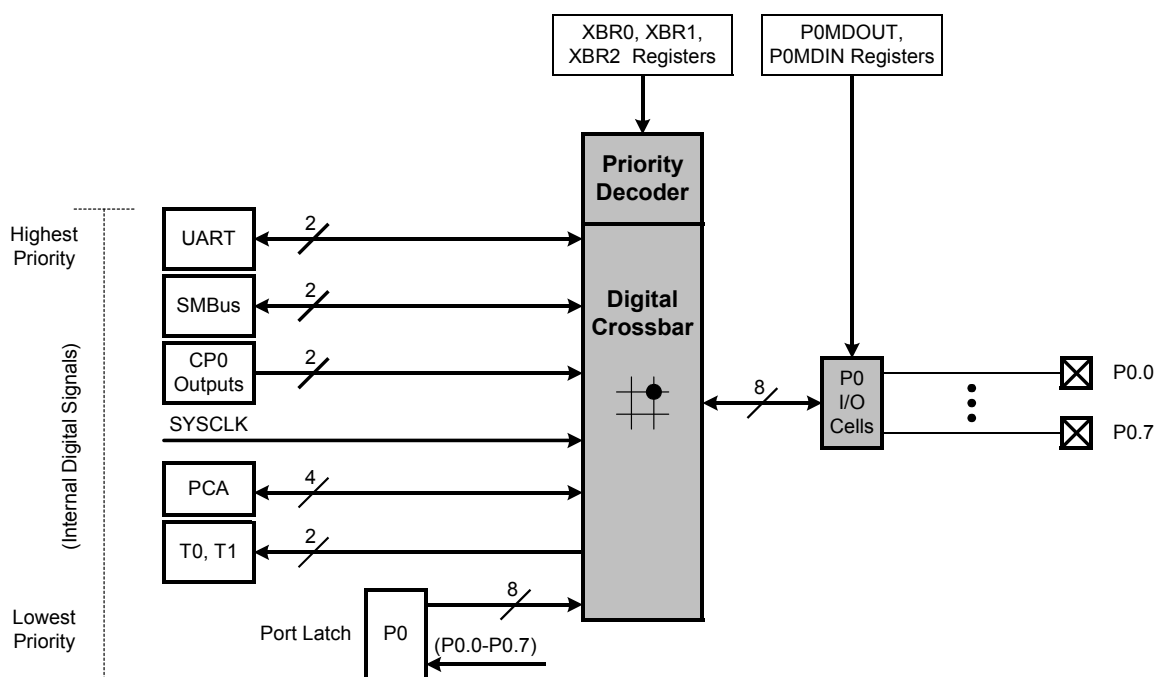 XBR0, XBR1,
XBR2 Registers
P0MDOUT,
P0MDIN Registers
Priority
Decoder
Highest
Priority
UART
2
SMBus
2
Digital
Crossbar
CP0
Outputs
2
(Internal Digital Signals)
SYSCLK
P0
I/O
Cells
8
P0.0
P0.7
PCA
4
T0, T1
2
Lowest
Priority
Port Latch
P0
8
(P0.0-P0.7)